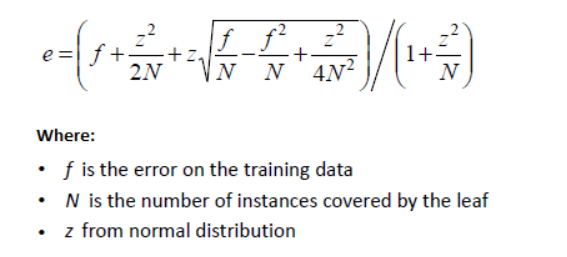 e = ( f + z²/2N + z√(f/N − f²/N + z²/4N²) ) / ( 1 + z²/N )
Where:
• f is the error on the training data
• N is the number of instances covered by the leaf
• z from normal distribution